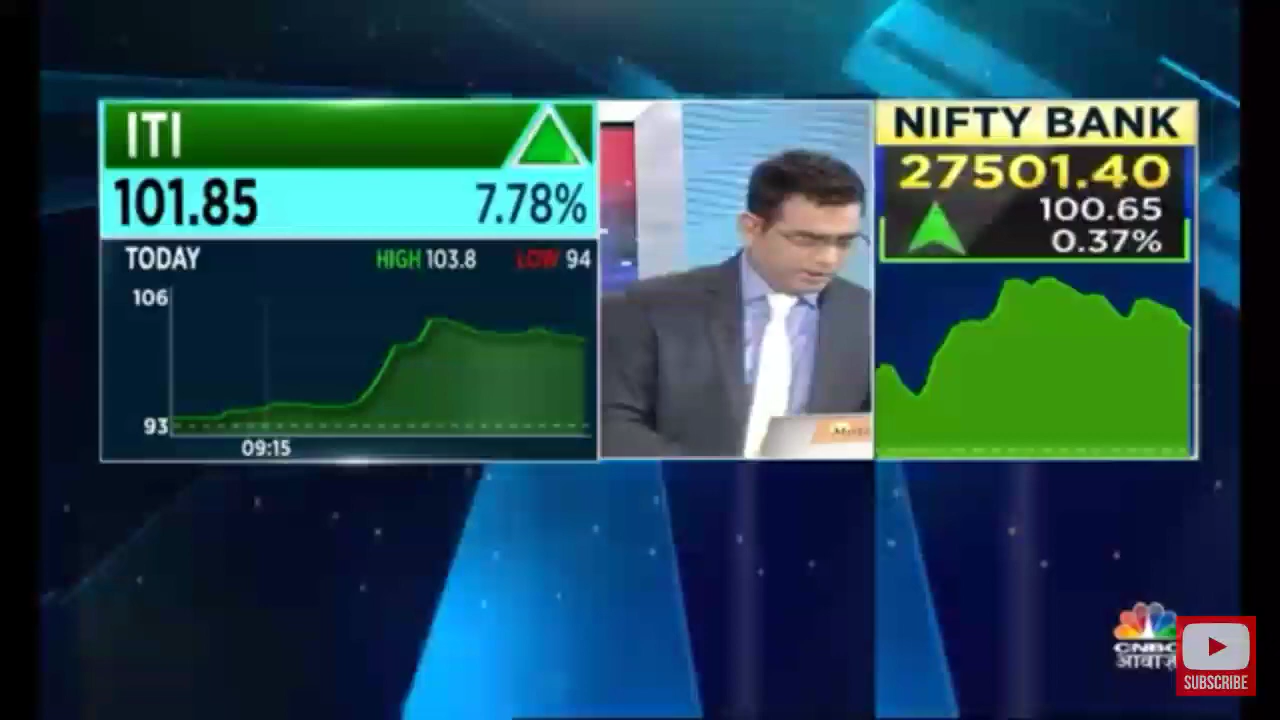 ITI
101.85 7.78%
TODAY HIGH 103.8 LOW 94
106
93
09:15
NIFTY BANK
27501.40
100.65
0.37%
CNBC
आवाज़
SUBSCRIBE